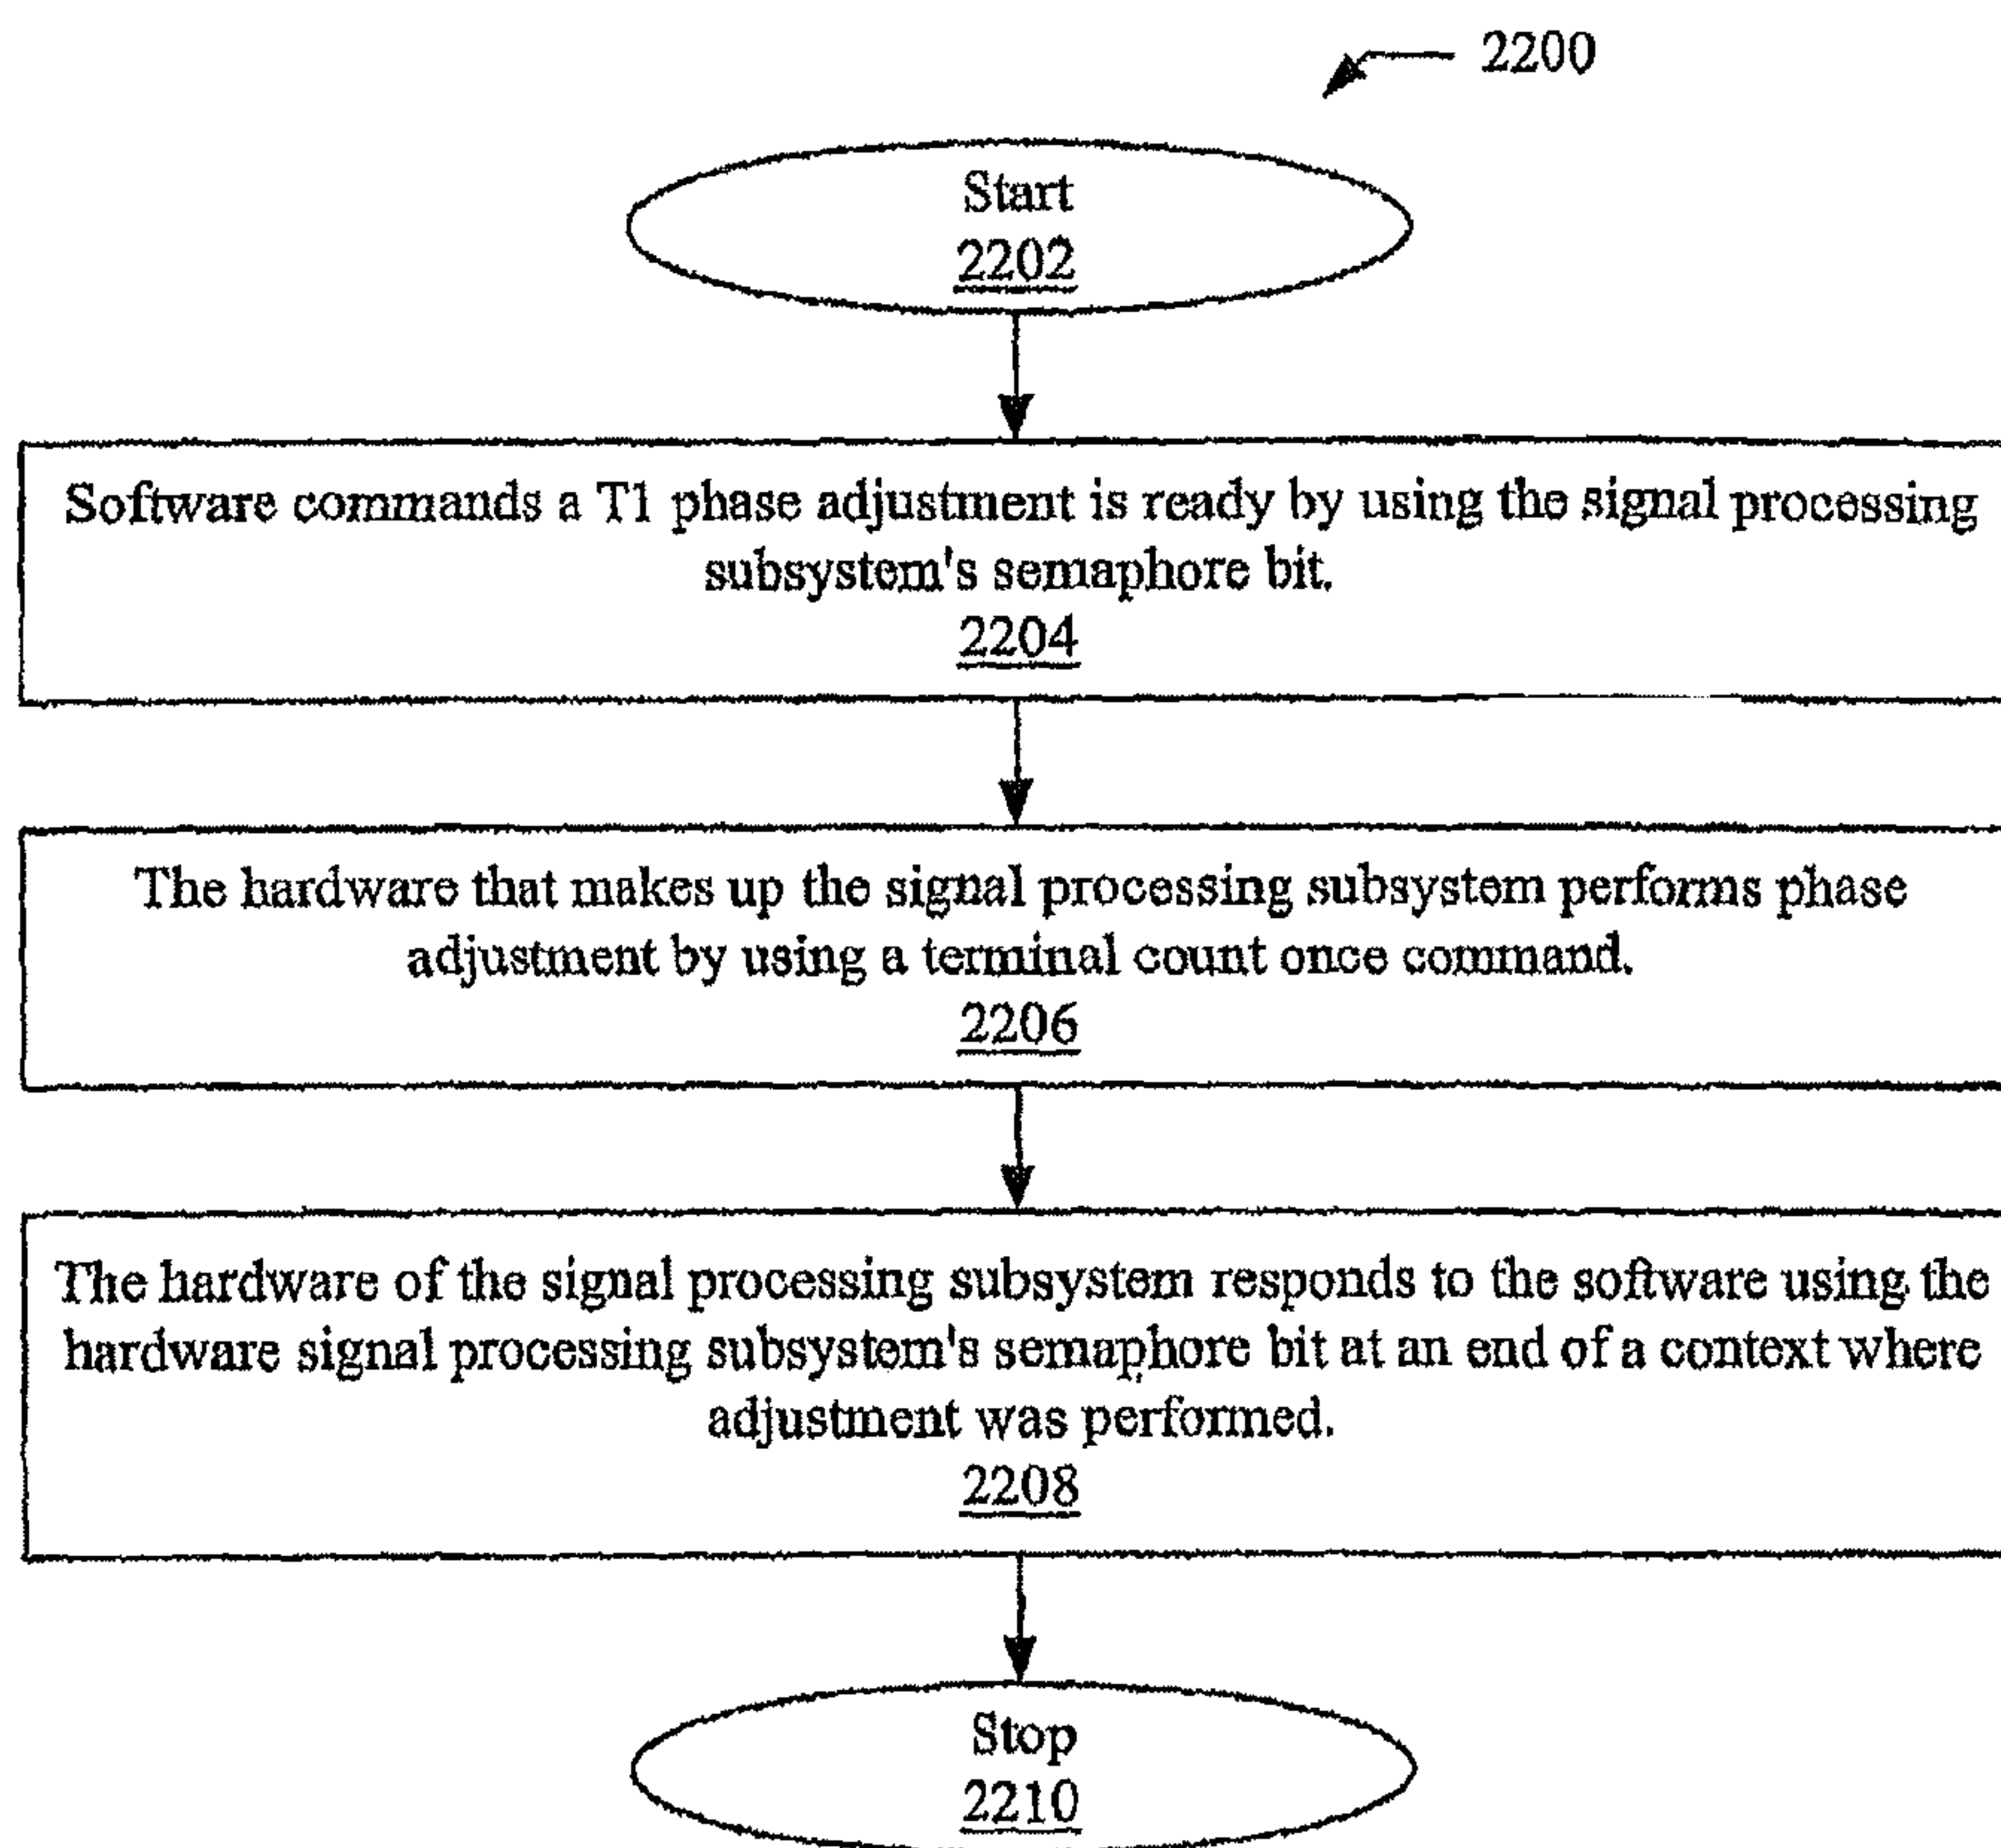 2200
Start
2202
Software commands a T1 phase adjustment is ready by using the signal processing
subsystem's semaphore bit.
2204
The hardware that makes up the signal processing subsystem performs phase
adjustment by using a terminal count once command.
2206
The hardware of the signal processing subsystem responds to the software using the
hardware signal processing subsystem's semaphore bit at an end of a context where
adjustment was performed.
2208
Stop
2210